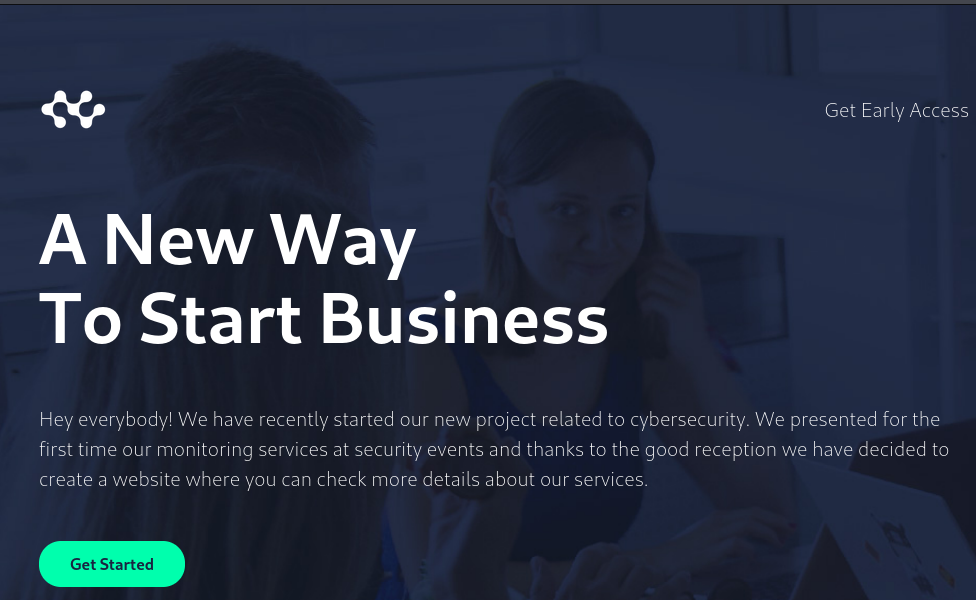 Get Early Access
A New Way
To Start Business
Hey everybody! We have recently started our new project related to cybersecurity. We presented for the
first time our monitoring services at security events and thanks to the good reception we have decided to
create a website where you can check more details about our services.
Get Started